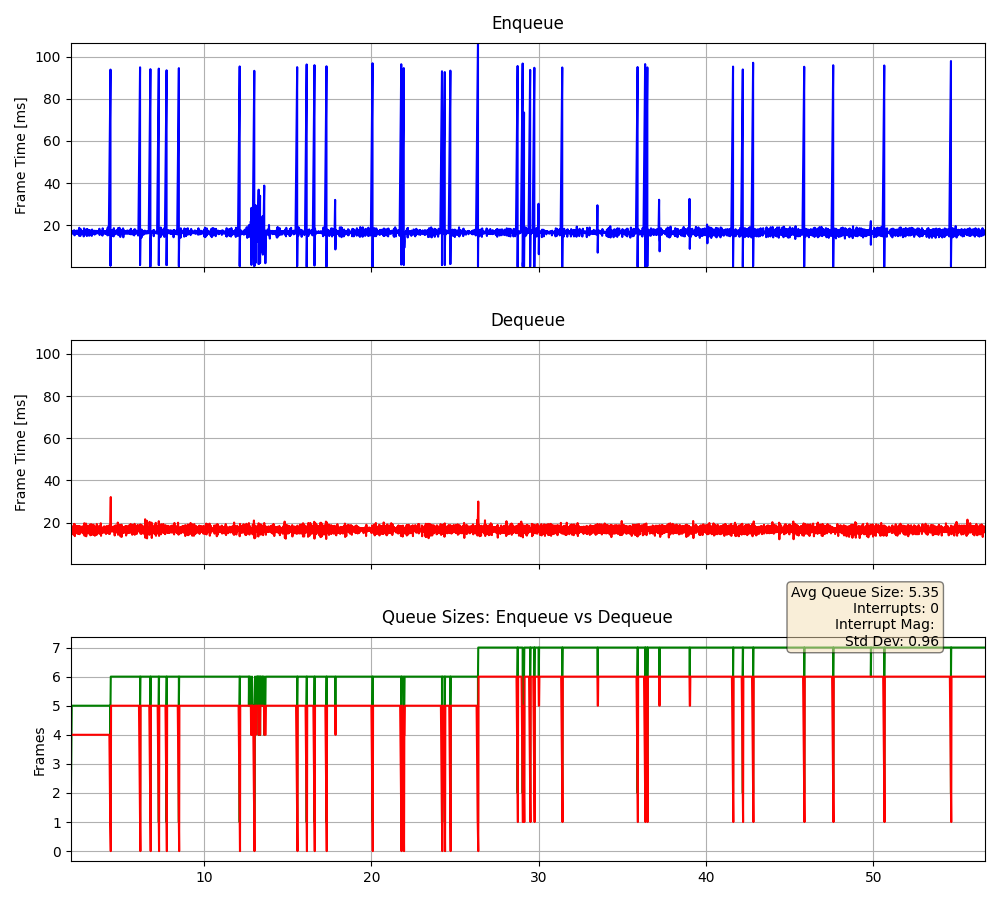 Enqueue
Frame Time [ms]
100
80
60
40
20
Dequeue
Frame Time [ms]
100
80
60
40
20
Avg Queue Size: 5.35
Interrupts: 0
Interrupt Mag:
Std Dev: 0.96
Queue Sizes: Enqueue vs Dequeue
Frames
7
6
5
4
3
2
1
0
10 20 30 40 50